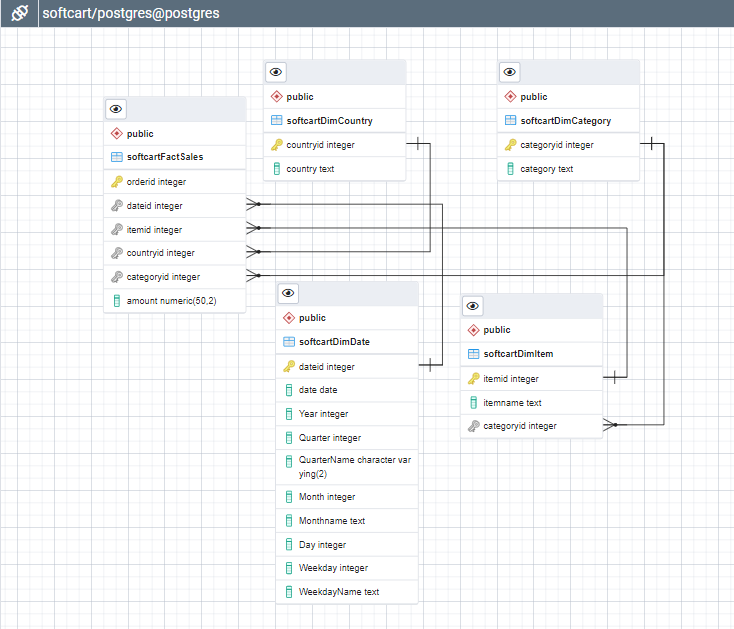 softcart/postgres@postgres
public
softcartFactSales
orderid integer
dateid integer
itemid integer
countryid integer
categoryid integer
amount numeric(50,2)
public
softcartDimCountry
countryid integer
country text
public
softcartDimCategory
categoryid integer
category text
public
softcartDimDate
dateid integer
date date
Year integer
Quarter integer
QuarterName character var
ying(2)
Month integer
Monthname text
Day integer
Weekday integer
WeekdayName text
public
softcartDimItem
itemid integer
itemname text
categoryid integer